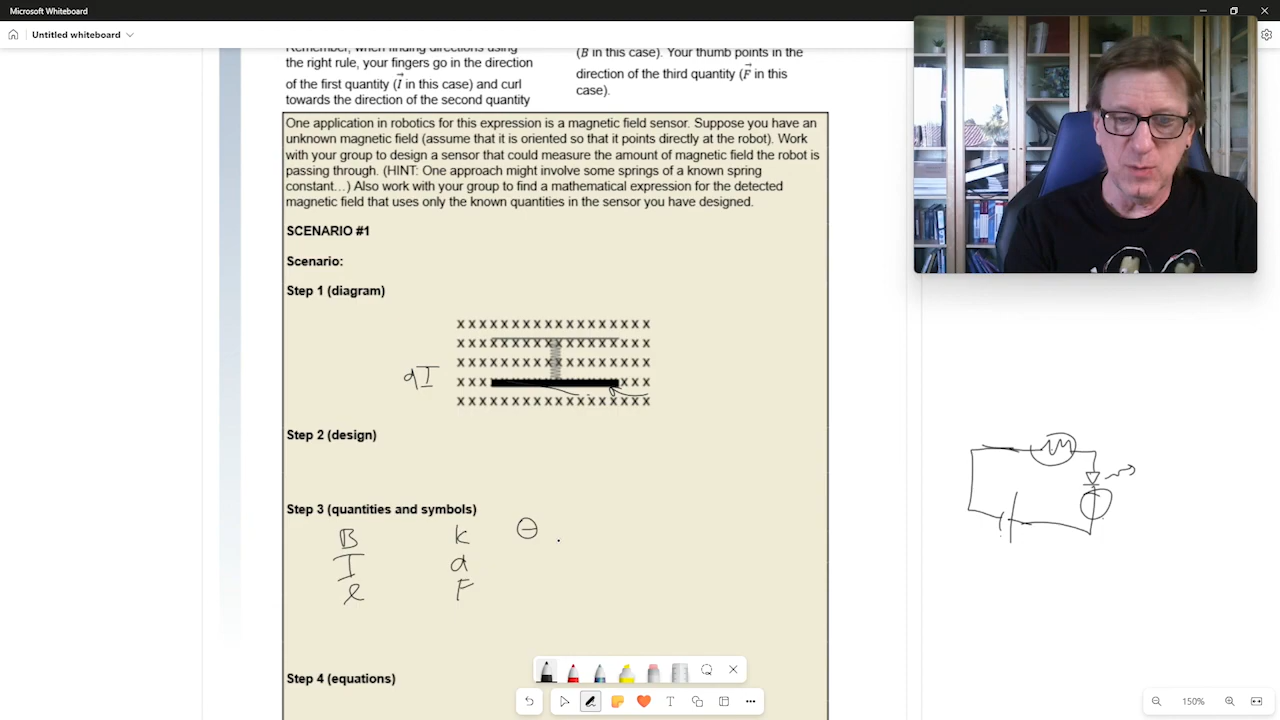 Microsoft Whiteboard
Untitled whiteboard
Remember, when finding directions using
the right rule, your fingers go in the direction
of the first quantity (I in this case) and curl
towards the direction of the second quantity
(B in this case). Your thumb points in the
direction of the third quantity (F in this
case).
One application in robotics for this expression is a magnetic field sensor. Suppose you have an
unknown magnetic field (assume that it is oriented so that it points directly at the robot). Work
with your group to design a sensor that could measure the amount of magnetic field the robot is
passing through. (HINT: One approach might involve some springs of a known spring
constant...) Also work with your group to find a mathematical expression for the detected
magnetic field that uses only the known quantities in the sensor you have designed.
SCENARIO #1
Scenario:
Step 1 (diagram)
X X X X X X X X X X X X X X X X X X
X X X X X X X X X X X X X X X X X X
X X X X X X X X X X X X X X X X
X X X X X X
X X X X X X X X X X X X X X X X X X
Step 2 (design)
Step 3 (quantities and symbols)
B k θ
I d
l F
Step 4 (equations)
150%